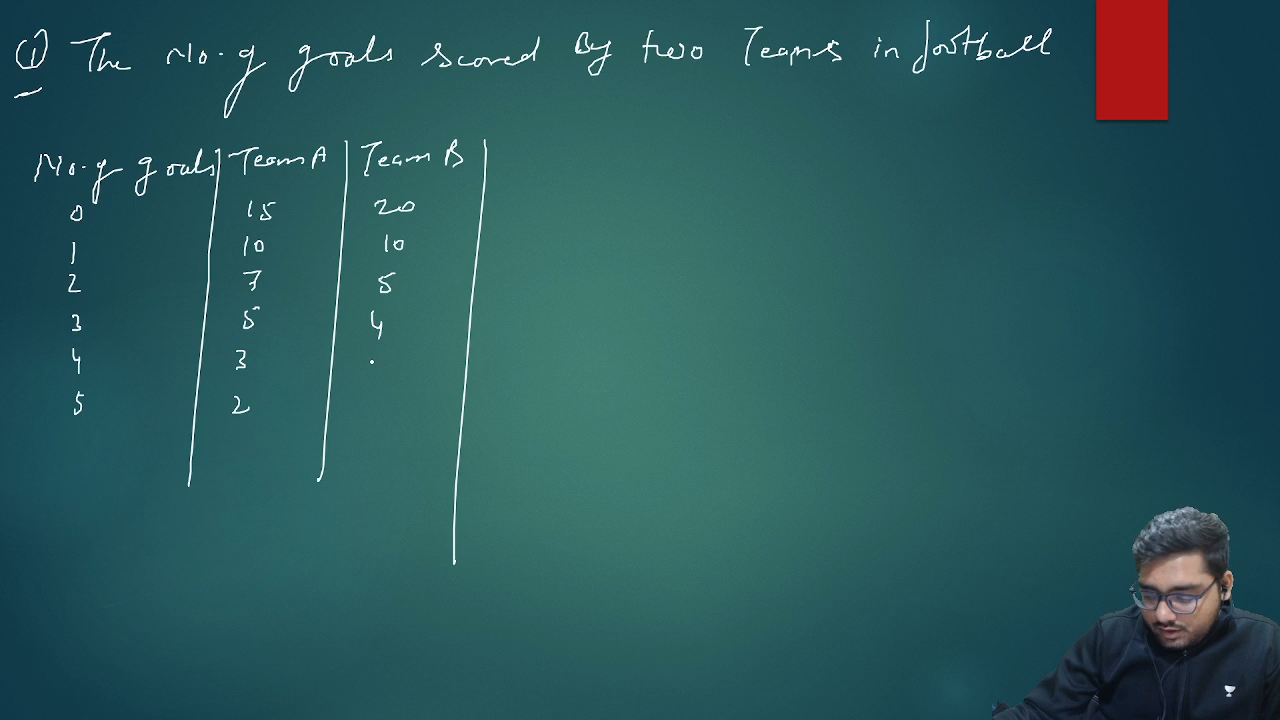 ① The No. of goals scored By two Teams in football
No. of goals Team A Team B
0 15 20
1 10 10
2 7 5
3 5 4
4 3
5 2